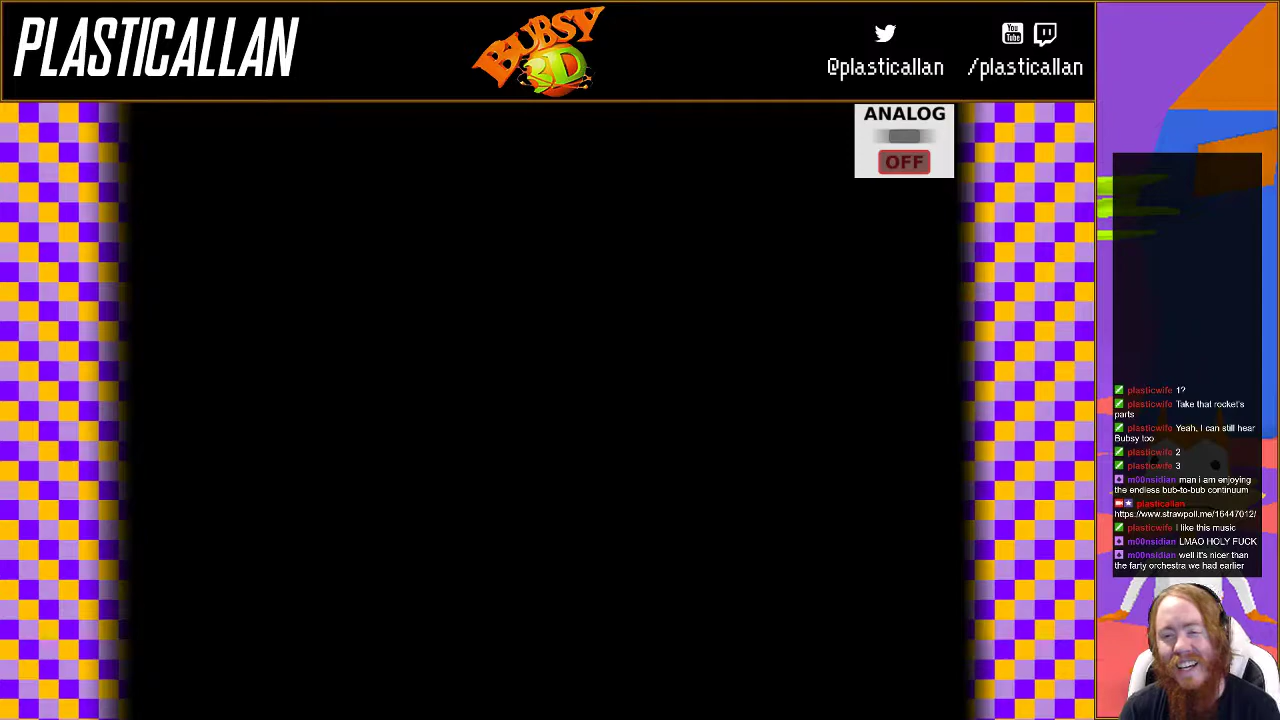 PLASTICALLAN
BUBSY
3D
@plasticallan
You
Tube
/plasticallan
ANALOG
OFF
plasticwife 1?
plasticwife Take that rocket's
parts
plasticwife Yeah, I can still hear
Bubsy too
plasticwife 2
plasticwife 3
m00nsidian man i am enjoying
the endless bub-to-bub continuum
plasticallan
https://www.strawpoll.me/16447012/
plasticwife I like this music
m00nsidian LMAO HOLY FUCK
m00nsidian well it's nicer than
the farty orchestra we had earlier